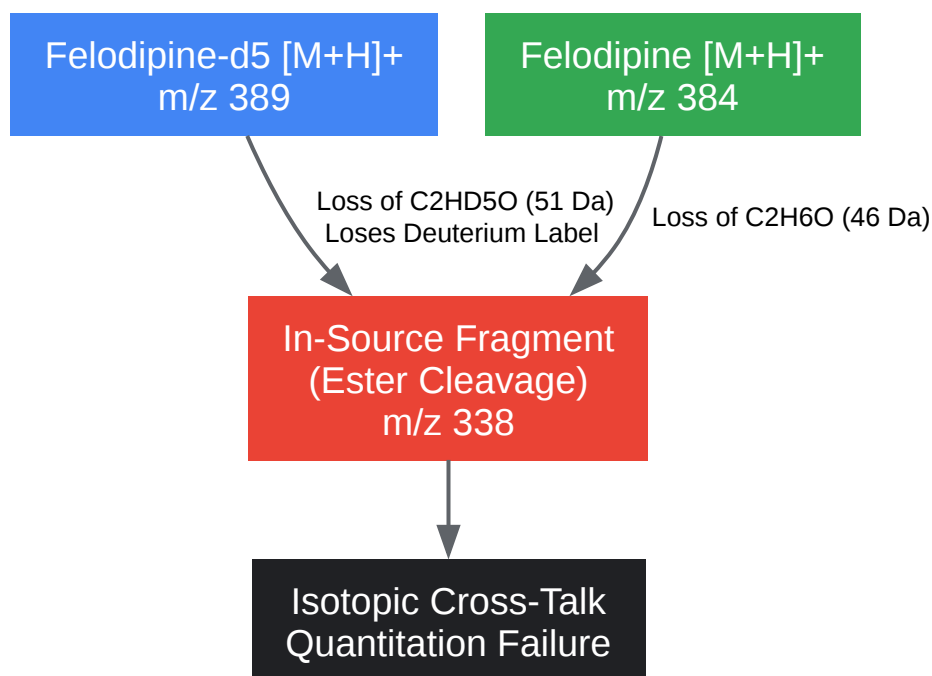 Felodipine-d5 [M+H]+
m/z 389
Felodipine [M+H]+
m/z 384
Loss of C2HD5O (51 Da)
Loses Deuterium Label
Loss of C2H6O (46 Da)
In-Source Fragment
(Ester Cleavage)
m/z 338
Isotopic Cross-Talk
Quantitation Failure